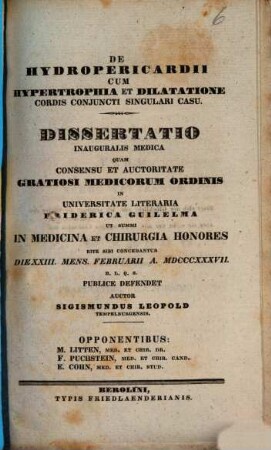 6
DE
HYDROPERICARDII
CUM
HYPERTROPHIA ET DILATATIONE
CORDIS CONJUNCTI SINGULARI CASU.
DISSERTATIO
INAUGURALIS MEDICA
QUAM
CONSENSU ET AUCTORITATE
GRATIOSI MEDICORUM ORDINIS
IN
UNIVERSITATE LITERARIA
FRIDERICA GUILELMA
UT SUMMI
IN MEDICINA ET CHIRURGIA HONORES
RITE SIBI CONCEDANTUR
DIE XXIII. MENS. FEBRUARII A. MDCCCXXXVII.
H. L. Q. S.
PUBLICE DEFENDET
AUCTOR
SIGISMUNDUS LEOPOLD
OPPONENTIBUS:
M. LITTEN, MED. ET CHIR. DR.
F. PUCHSTEIN, MED. ET CHIR. CAND.
E. COHN, MED. ET CHIR. STUD.
BEROLINI,
TYPIS FRIEDLAENDERIANIS.